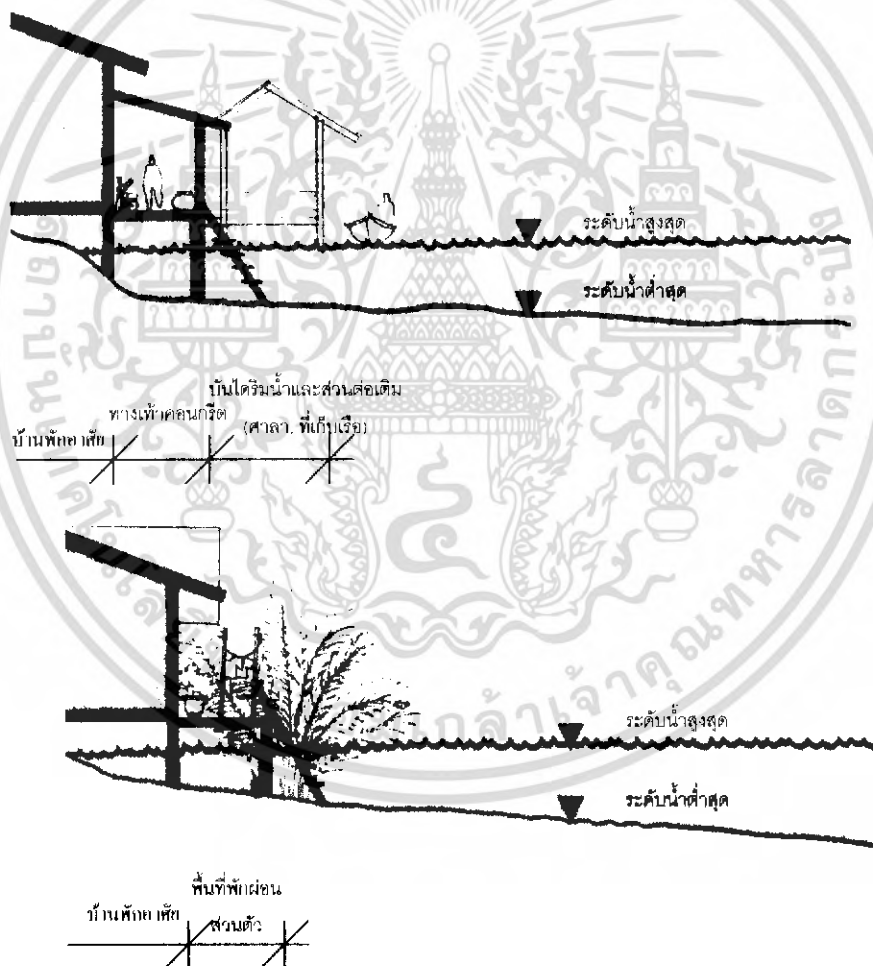 ระดับน้ำสูงสุด
ระดับน้ำต่ำสุด
บันไดริมน้ำและส่วนต่อเติม
ทางเท้าคอนกรีต
(ศาลา, ที่เก็บเรือ)
บ้านพักอาศัย
ระดับน้ำสูงสุด
ระดับน้ำต่ำสุด
พื้นที่พักผ่อน
บ้านพักอาศัย
ส่วนตัว